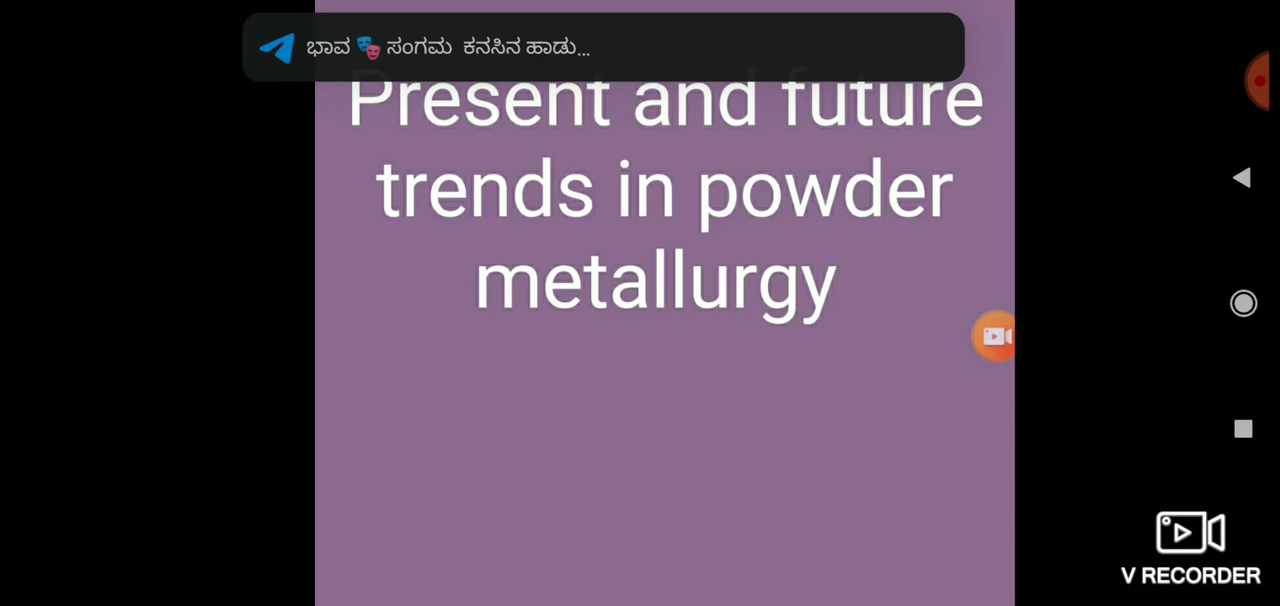 ಭಾವ 🎭 ಸಂಗಮ ಕನಸಿನ ಹಾಡು...
Present and future
trends in powder
metallurgy
V RECORDER